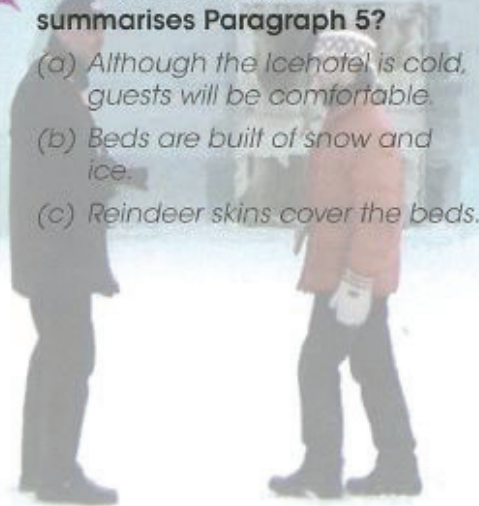 summarises Paragraph 5?
(a) Although the Icehotel is cold,
guests will be comfortable.
(b) Beds are built of snow and
ice.
(c) Reindeer skins cover the beds.